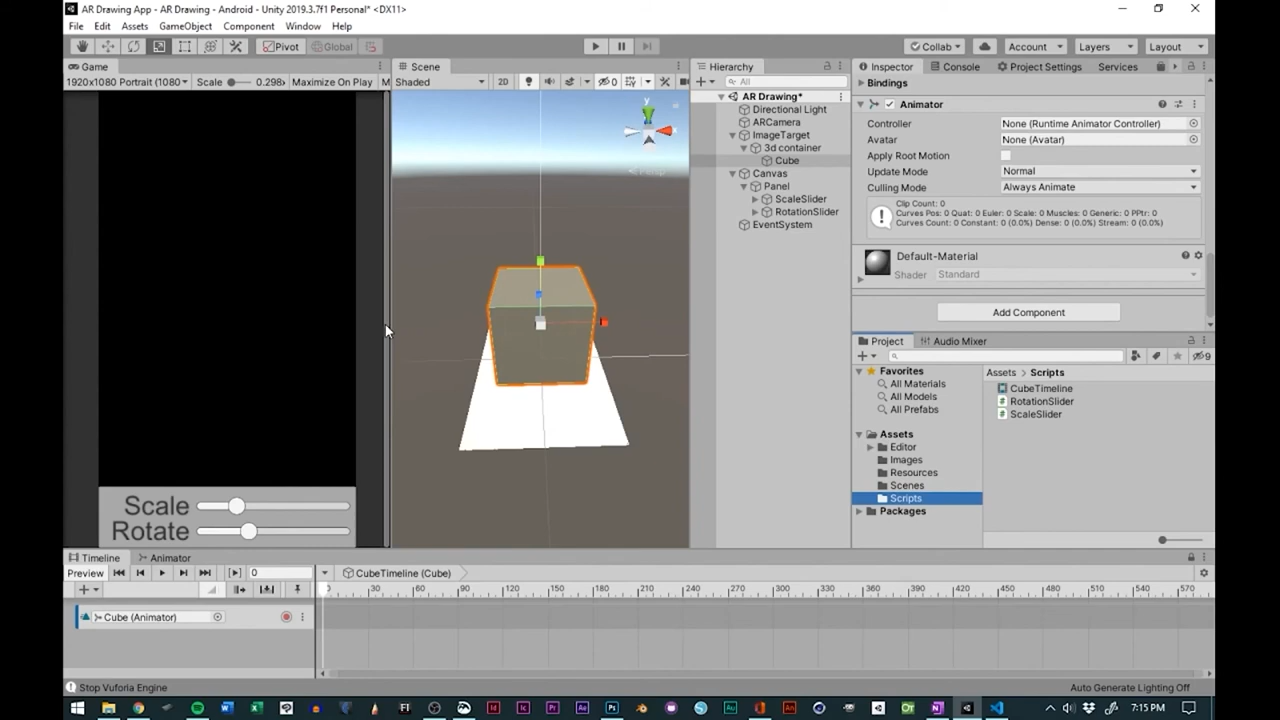 AR Drawing App - AR Drawing - Android - Unity 2019.3.7f1 Personal* <DX11>
File Edit Assets GameObject Component Window Help
Pivot Global Collab Account Layers Layout
Game Scene Hierarchy Inspector Console Project Settings Services
1920x1080 Portrait (1080 Scale 0.298x Maximize On Play M Shaded 2D 0 All Bindings
AR Drawing*
Directional Light
ARCamera
ImageTarget
3d container
Cube
Canvas
Panel
ScaleSlider
RotationSlider
EventSystem
y
Persp
Animator
Controller None (Runtime Animator Controller)
Avatar None (Avatar)
Apply Root Motion
Update Mode Normal
Culling Mode Always Animate
Clip Count: 0
Curves Pos: 0 Quat: 0 Euler: 0 Scale: 0 Muscles: 0 Generic: 0 PPtr: 0
Curves Count: 0 Constant: 0 (0.0%) Dense: 0 (0.0%) Stream: 0 (0.0%)
Default-Material
Shader Standard
Add Component
Project Audio Mixer
9
Favorites
All Materials
All Models
All Prefabs
Assets
Editor
Images
Resources
Scenes
Scripts
Packages
Assets > Scripts
CubeTimeline
RotationSlider
ScaleSlider
Scale
Rotate
Timeline Animator
Preview 0 CubeTimeline (Cube)
30 60 90 120 150 180 210 240 270 300 330 360 390 420 450 480 510 540 570
Cube (Animator)
Stop Vuforia Engine Auto Generate Lighting Off
7:15 PM